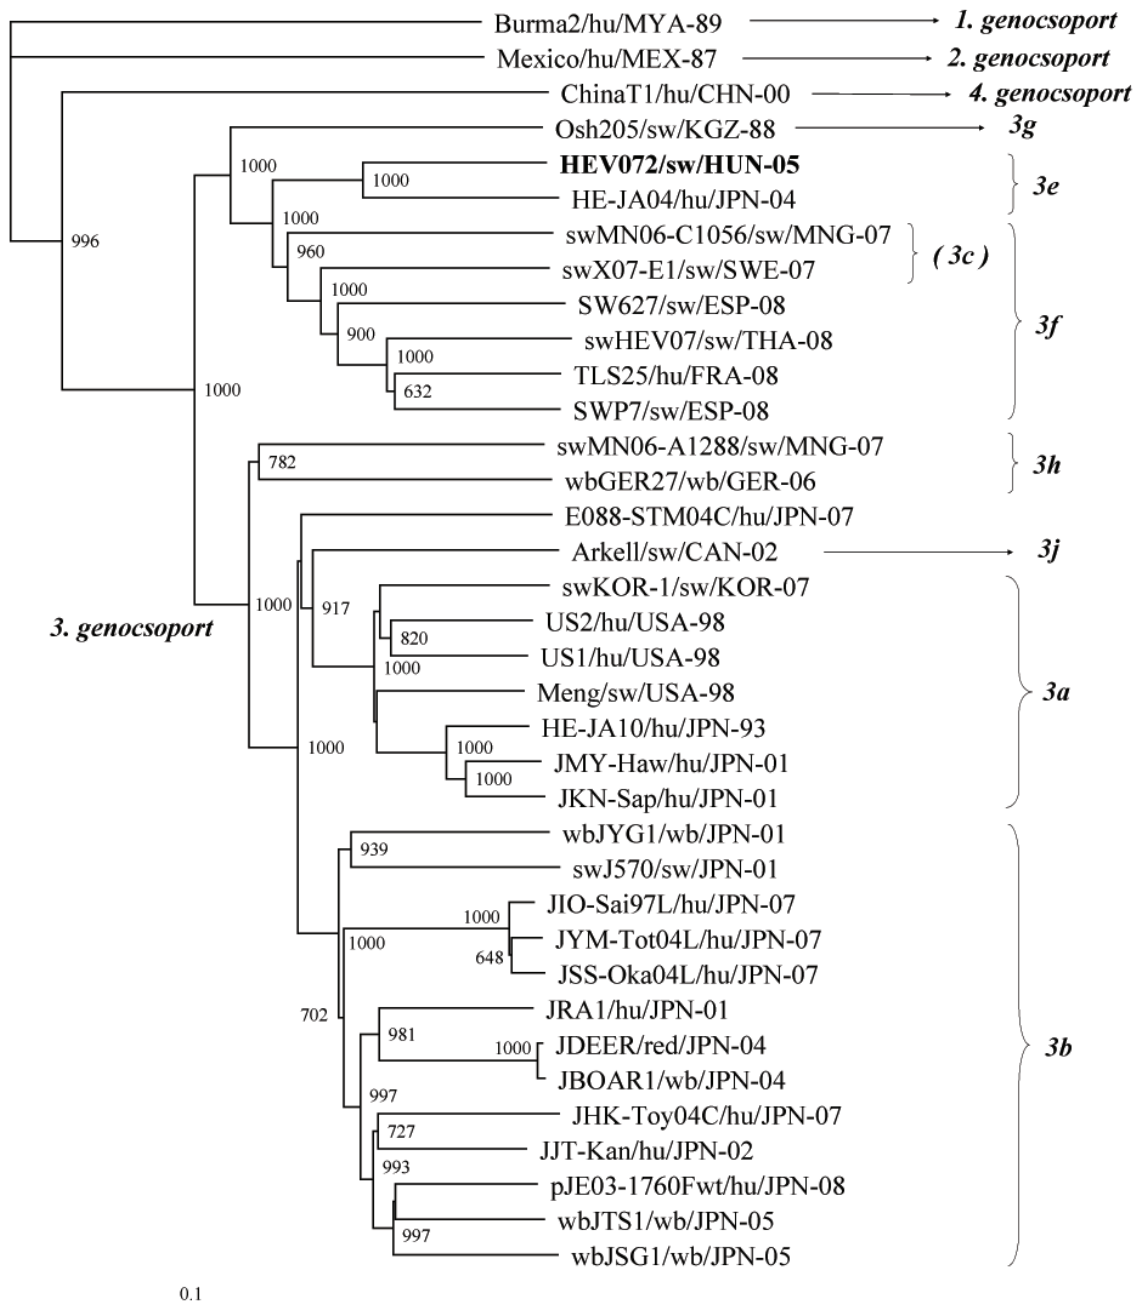 Burma2/hu/MYA-89 1. genocsoport
Mexico/hu/MEX-87 2. genocsoport
ChinaT1/hu/CHN-00 4. genocsoport
Osh205/sw/KGZ-88 3g
1000 HEV072/sw/HUN-05
1000 3e
HE-JA04/hu/JPN-04
1000
996 swMN06-C1056/sw/MNG-07
960 ( 3c )
swX07-E1/sw/SWE-07
1000
SW627/sw/ESP-08
900 3f
swHEV07/sw/THA-08
1000
TLS25/hu/FRA-08
1000 632
SWP7/sw/ESP-08
swMN06-A1288/sw/MNG-07
782 3h
wbGER27/wb/GER-06
E088-STM04C/hu/JPN-07
Arkell/sw/CAN-02 3j
swKOR-1/sw/KOR-07
1000 917
3. genocsoport US2/hu/USA-98
820
US1/hu/USA-98
1000
Meng/sw/USA-98 3a
HE-JA10/hu/JPN-93
1000 1000
JMY-Haw/hu/JPN-01
1000
JKN-Sap/hu/JPN-01
wbJYG1/wb/JPN-01
939
swJ570/sw/JPN-01
JIO-Sai97L/hu/JPN-07
1000
JYM-Tot04L/hu/JPN-07
1000
648
JSS-Oka04L/hu/JPN-07
JRA1/hu/JPN-01
702
981
1000 JDEER/red/JPN-04 3b
JBOAR1/wb/JPN-04
997
JHK-Toy04C/hu/JPN-07
727
JJT-Kan/hu/JPN-02
993
pJE03-1760Fwt/hu/JPN-08
wbJTS1/wb/JPN-05
997
wbJSG1/wb/JPN-05
0.1